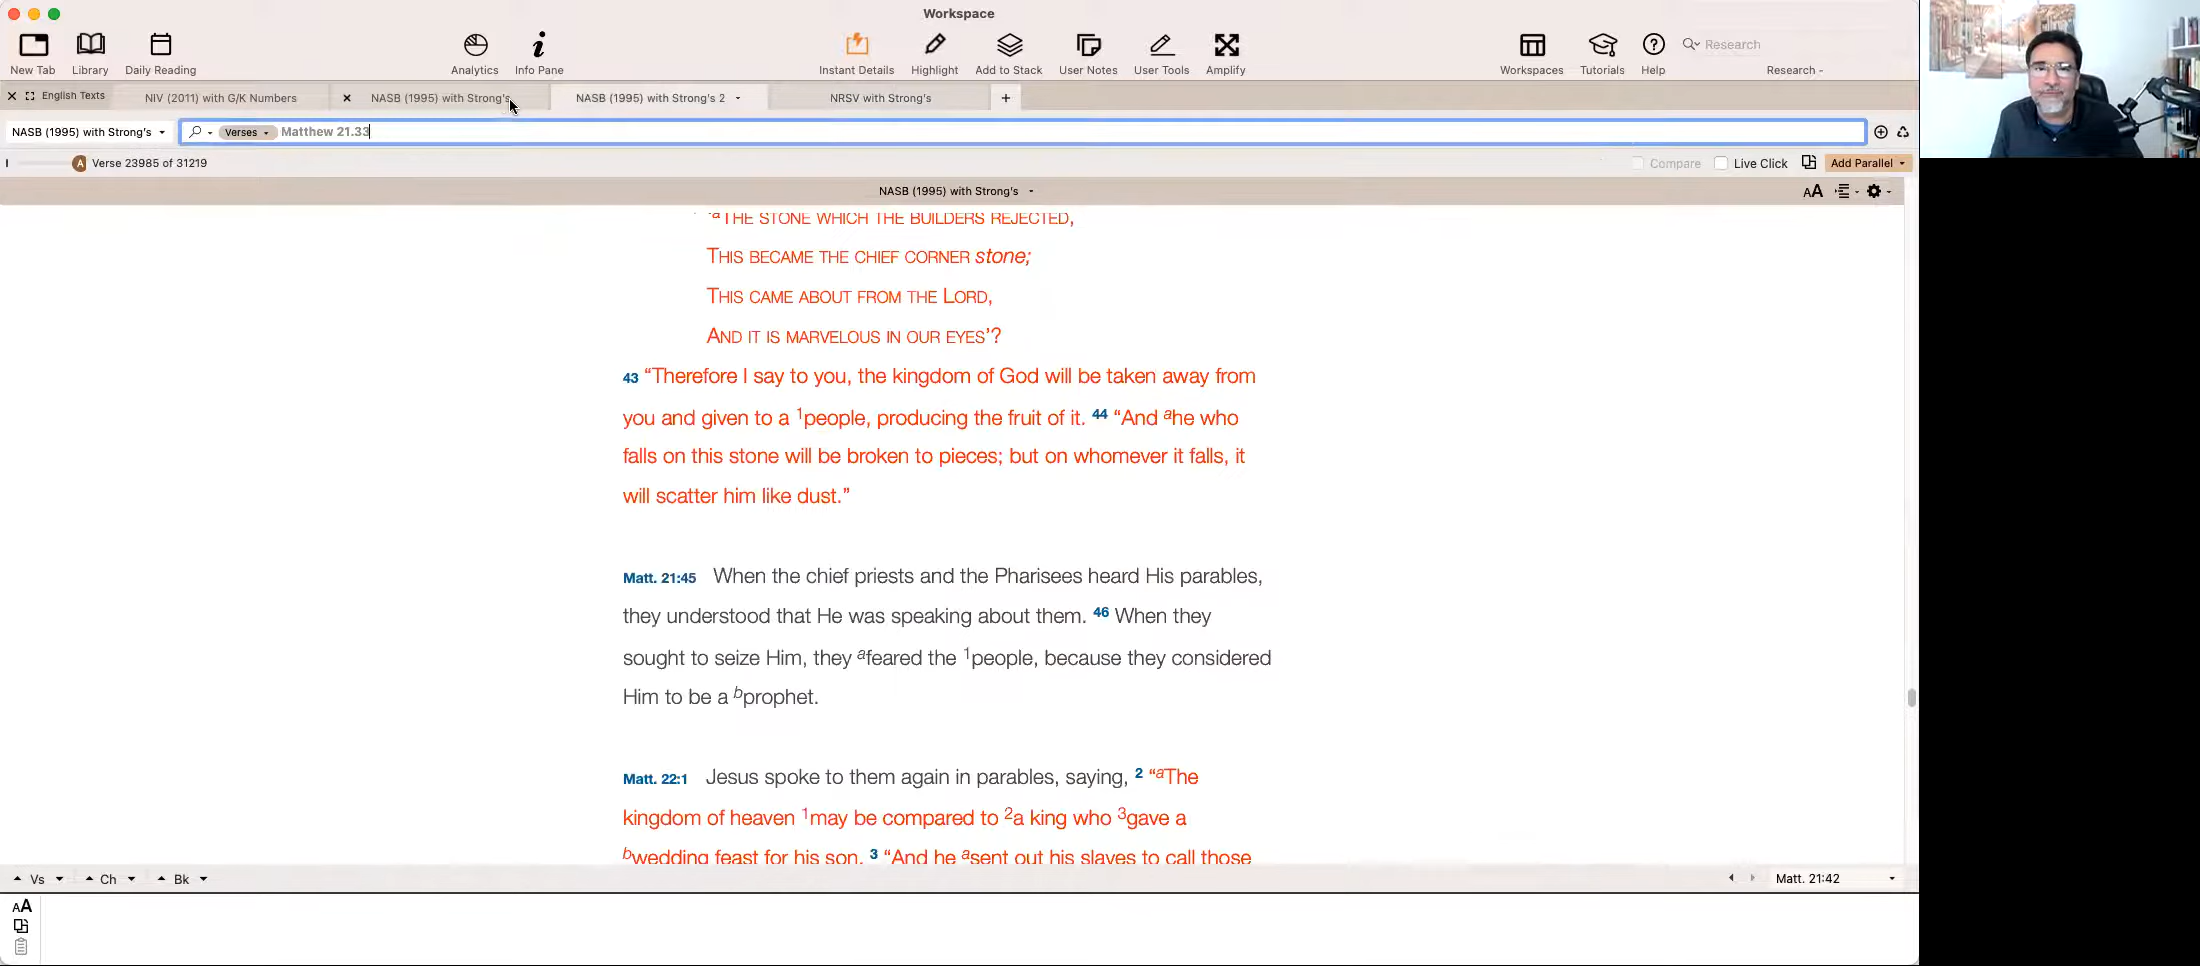 Workspace
New Tab Library Daily Reading Analytics Info Pane Instant Details Highlight Add to Stack User Notes User Tools Amplify Workspaces Tutorials Help Research Research
English Texts NIV (2011) with G/K Numbers NASB (1995) with Strong's NASB (1995) with Strong's 2 NRSV with Strong's
NASB (1995) with Strong's Verses Matthew 21.33
A Verse 23985 of 31219 Compare Live Click Add Parallel
NASB (1995) with Strong's AA
a THE STONE WHICH THE BUILDERS REJECTED,
THIS BECAME THE CHIEF CORNER stone;
THIS CAME ABOUT FROM THE LORD,
AND IT IS MARVELOUS IN OUR EYES’?
43 “Therefore I say to you, the kingdom of God will be taken away from
you and given to a 1people, producing the fruit of it. 44 “And ahe who
falls on this stone will be broken to pieces; but on whomever it falls, it
will scatter him like dust.”
Matt. 21:45 When the chief priests and the Pharisees heard His parables,
they understood that He was speaking about them. 46 When they
sought to seize Him, they afeared the 1people, because they considered
Him to be a bprophet.
Matt. 22:1 Jesus spoke to them again in parables, saying, 2 “aThe
kingdom of heaven 1may be compared to 2a king who 3gave a
bwedding feast for his son. 3 “And he asent out his slaves to call those
Vs Ch Bk Matt. 21:42
AA